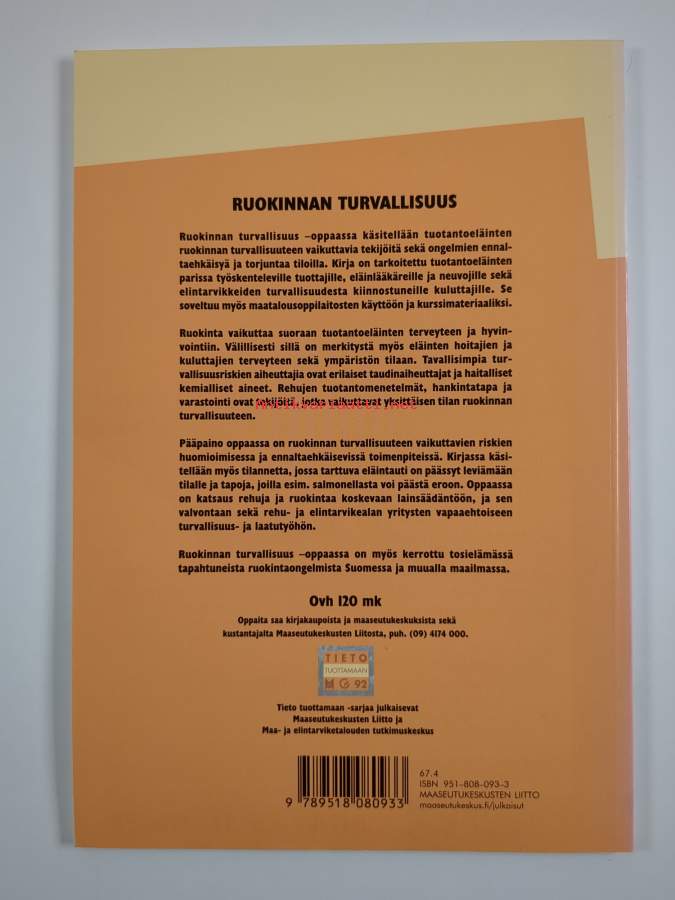 RUOKINNAN TURVALLISUUS
Ruokinnan turvallisuus –oppaassa käsitellään tuotantoeläinten
ruokinnan turvallisuuteen vaikuttavia tekijöitä sekä ongelmien ennal-
taehkäisyä ja torjuntaa tiloilla. Kirja on tarkoitettu tuotantoeläinten
parissa työskenteleville tuottajille, eläinlääkäreille ja neuvojille sekä
elintarvikkeiden turvallisuudesta kiinnostuneille kuluttajille. Se
soveltuu myös maatalousoppilaitosten käyttöön ja kurssimateriaaliksi.
Ruokinta vaikuttaa suoraan tuotantoeläinten terveyteen ja hyvin-
vointiin. Välillisesti sillä on merkitystä myös eläinten hoitajien ja
kuluttajien terveyteen sekä ympäristön tilaan. Tavallisimpia tur-
vallisuusriskien aiheuttajia ovat erilaiset taudinaiheuttajat ja haitalliset
kemialliset aineet. Rehujen tuotantomenetelmät, hankintatapa ja
varastointi ovat tekijöitä, jotka vaikuttavat yksittäisen tilan ruokinnan
Antikvariaatti.net
turvallisuuteen.
Pääpaino oppaassa on ruokinnan turvallisuuteen vaikuttavien riskien
huomioimisessa ja ennaltaehkäisevissä toimenpiteissä. Kirjassa käsi-
tellään myös tilannetta, jossa tarttuva eläintauti on päässyt leviämään
tilalle ja tapoja, joilla esim. salmonellasta voi päästä eroon. Oppaassa
on katsaus rehuja ja ruokintaa koskevaan lainsäädäntöön, ja sen
valvontaan sekä rehu- ja elintarvikealan yritysten vapaaehtoiseen
turvallisuus- ja laatutyöhön.
Ruokinnan turvallisuus –oppaassa on myös kerrottu tosielämässä
tapahtuneista ruokintaongelmista Suomessa ja muualla maailmassa.
Ovh 120 mk
Oppaita saa kirjakaupoista ja maaseutukeskuksista sekä
kustantajalta Maaseutukeskusten Liitosta, puh. (09) 4174 000.
TIETO
TUOTTAMAAN
92
Tieto tuottamaan -sarjaa julkaisevat
Maaseutukeskusten Liitto ja
Maa- ja elintarviketalouden tutkimuskeskus
67.4
ISBN 951-808-093-3
MAASEUTUKESKUSTEN LIITTO
maaseutukeskus.fi/julkaisut
9 789518 080933